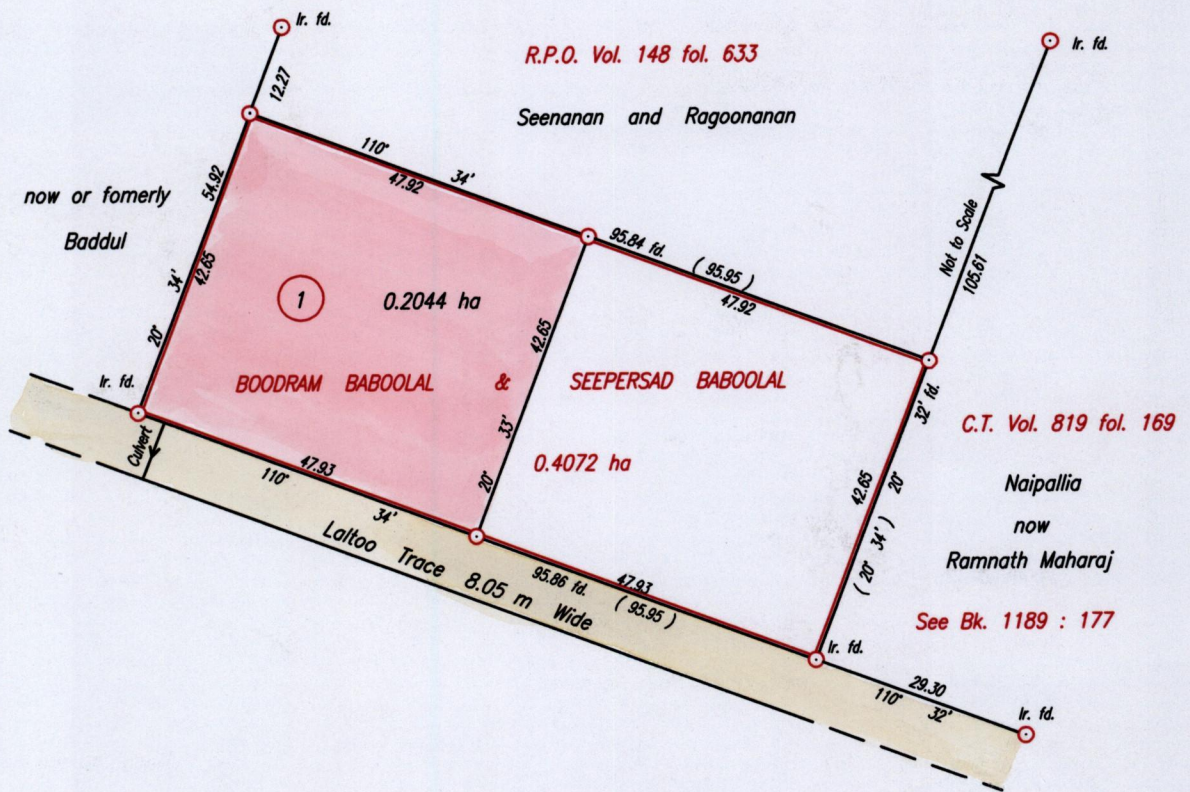 Ir. fd.
12.27
R.P.O. Vol. 148 fol. 633
Seenanan and Ragoonanan
Ir. fd.
now or fomerly
Baddul
54.92
20° 34'
42.65
110° 34'
47.92
95.84 fd.
( 95.95 )
47.92
Not to Scale
105.61
1
0.2044 ha
42.65
20° 33'
BOODRAM BABOOLAL & SEEPERSAD BABOOLAL
0.4072 ha
20° 32' fd.
42.65
( 20° 34' )
C.T. Vol. 819 fol. 169
Naipallia
now
Ramnath Maharaj
See Bk. 1189 : 177
Ir. fd.
Culvert
47.93
110° 34'
Laltoo Trace 8.05 m Wide
95.86 fd.
47.93
( 95.95 )
Ir. fd.
29.30
110° 32'
Ir. fd.